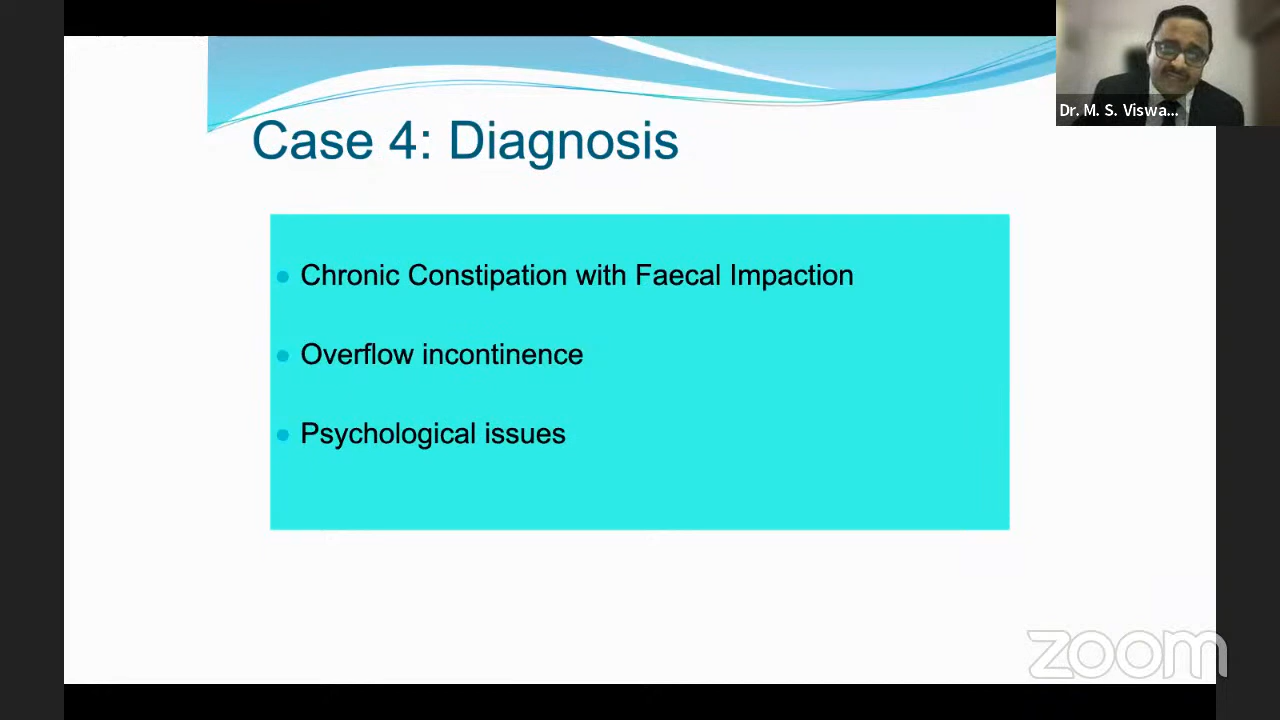 Dr. M. S. Viswa...
Case 4: Diagnosis
Chronic Constipation with Faecal Impaction
Overflow incontinence
Psychological issues
zoom